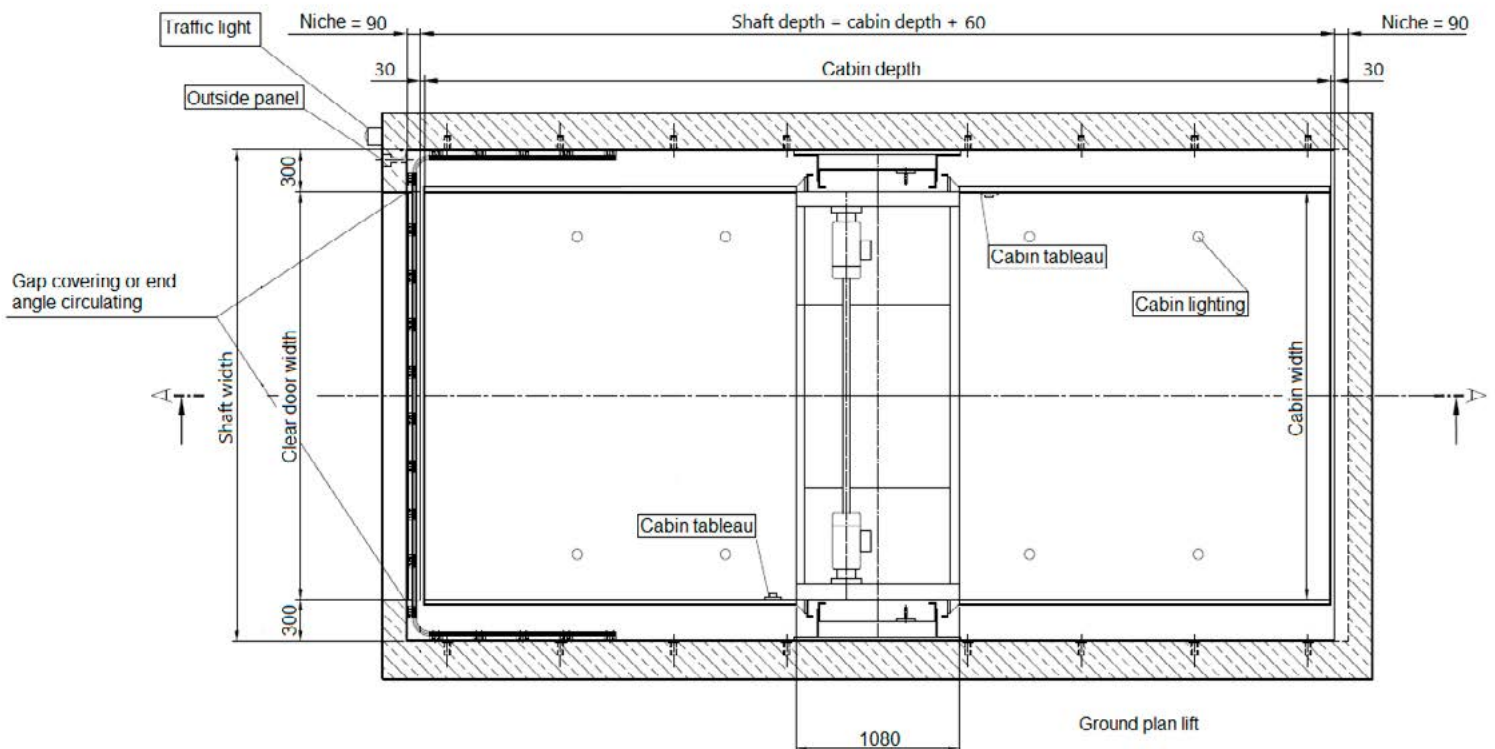 Niche = 90
Shaft depth – cabin depth + 60
Niche = 90
Traffic light
30
Cabin depth
30
Outside panel
300
Cabin tableau
Gap covering or end
angle circulating
Cabin lighting
Shaft width
Clear door width
Cabin width
A
A
Cabin tableau
300
Ground plan lift
1080